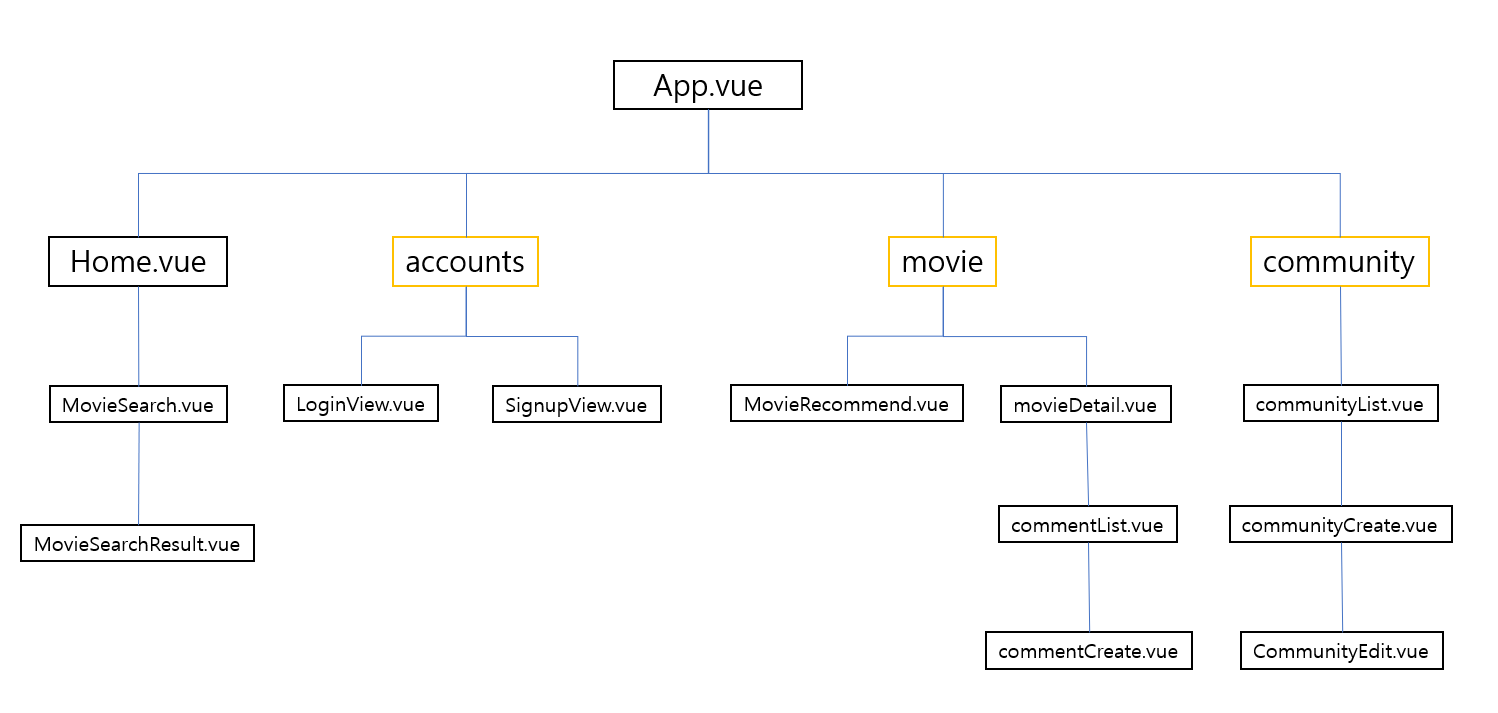 App.vue
Home.vue
accounts
movie
community
MovieSearch.vue
LoginView.vue
SignupView.vue
MovieRecommend.vue
movieDetail.vue
communityList.vue
MovieSearchResult.vue
commentList.vue
communityCreate.vue
commentCreate.vue
CommunityEdit.vue